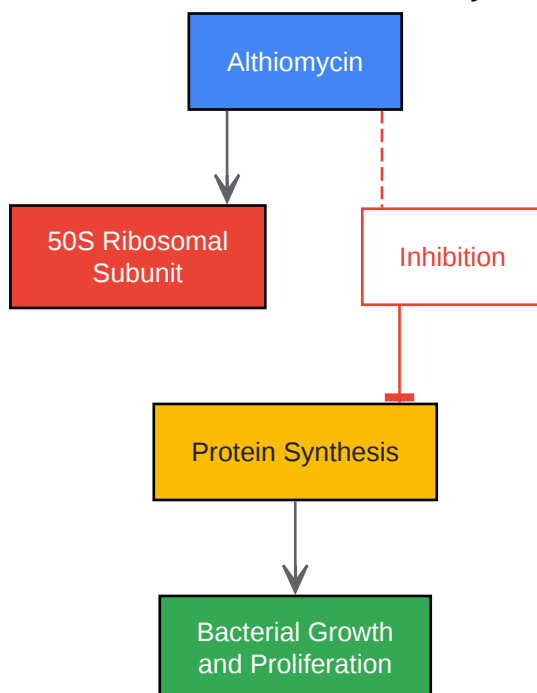 Althiomycin
50S Ribosomal
Subunit
Inhibition
Protein Synthesis
Bacterial Growth
and Proliferation